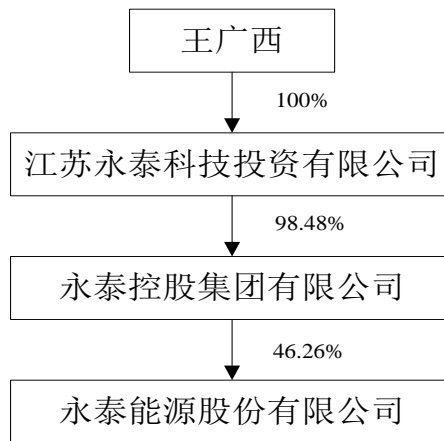 王广西
100%
江苏永泰科技投资有限公司
98.48%
永泰控股集团有限公司
46.26%
永泰能源股份有限公司